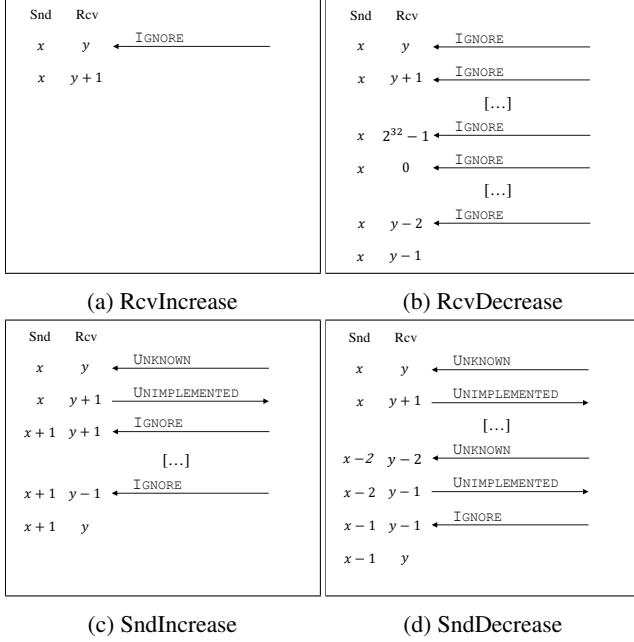 Snd Rcv
x y IGNORE
x y + 1
(a) RcvIncrease
Snd Rcv
x y IGNORE
x y + 1 IGNORE
[…]
x 2³² − 1 IGNORE
x 0 IGNORE
[…]
x y − 2 IGNORE
x y − 1
(b) RcvDecrease
Snd Rcv
x y UNKNOWN
x y + 1 UNIMPLEMENTED
x + 1 y + 1 IGNORE
[…]
x + 1 y − 1 IGNORE
x + 1 y
(c) SndIncrease
Snd Rcv
x y UNKNOWN
x y + 1 UNIMPLEMENTED
[…]
x − 2 y − 2 UNKNOWN
x − 2 y − 1 UNIMPLEMENTED
x − 1 y − 1 IGNORE
x − 1 y
(d) SndDecrease